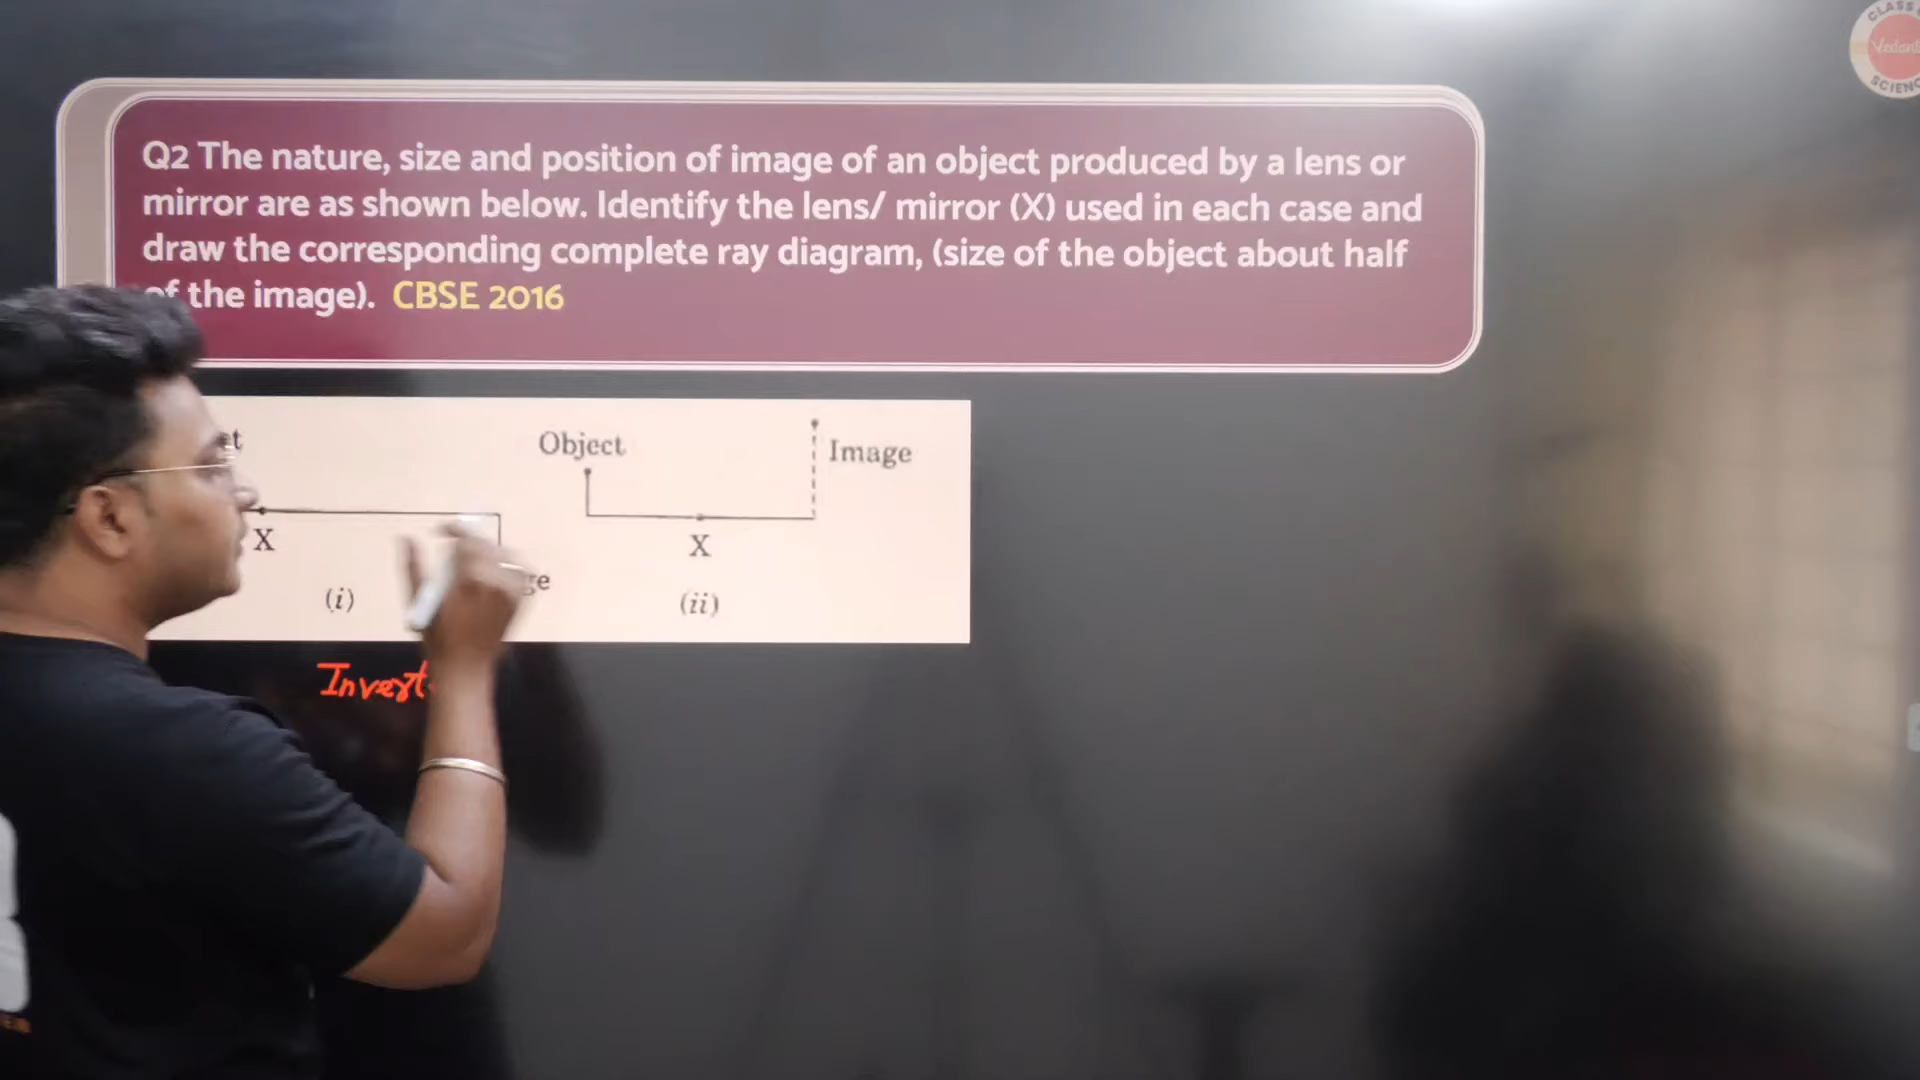 Q2 The nature, size and position of image of an object produced by a lens or
mirror are as shown below. Identify the lens/ mirror (X) used in each case and
draw the corresponding complete ray diagram, (size of the object about half
of the image). CBSE 2016
Object
Image
X
X
(i)
(ii)